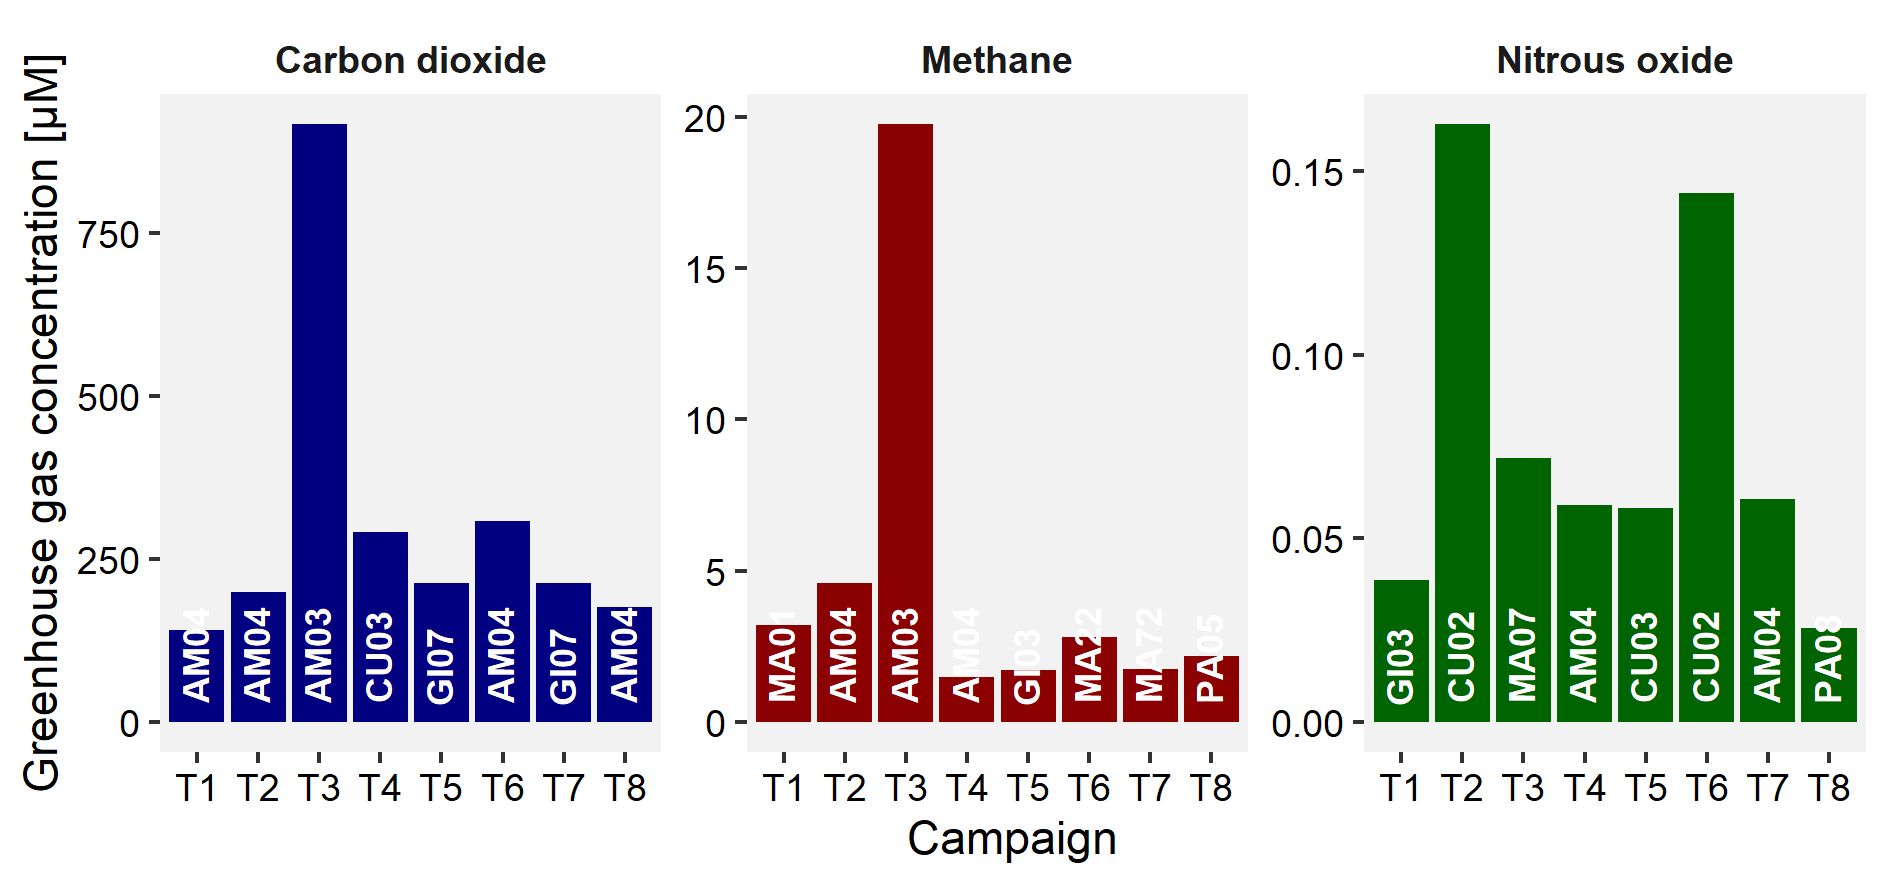 Carbon dioxide
Methane
Nitrous oxide
Greenhouse gas concentration [µM]
750
500
250
0
AM04
AM04
AM03
CU03
GI07
AM04
GI07
AM04
T1 T2 T3 T4 T5 T6 T7 T8
20
15
10
5
0
MA01
AM04
AM03
AM04
GI03
MA22
MA72
PA05
T1 T2 T3 T4 T5 T6 T7 T8
0.15
0.10
0.05
0.00
GI03
CU02
MA07
AM04
CU03
CU02
AM04
PA08
T1 T2 T3 T4 T5 T6 T7 T8
Campaign